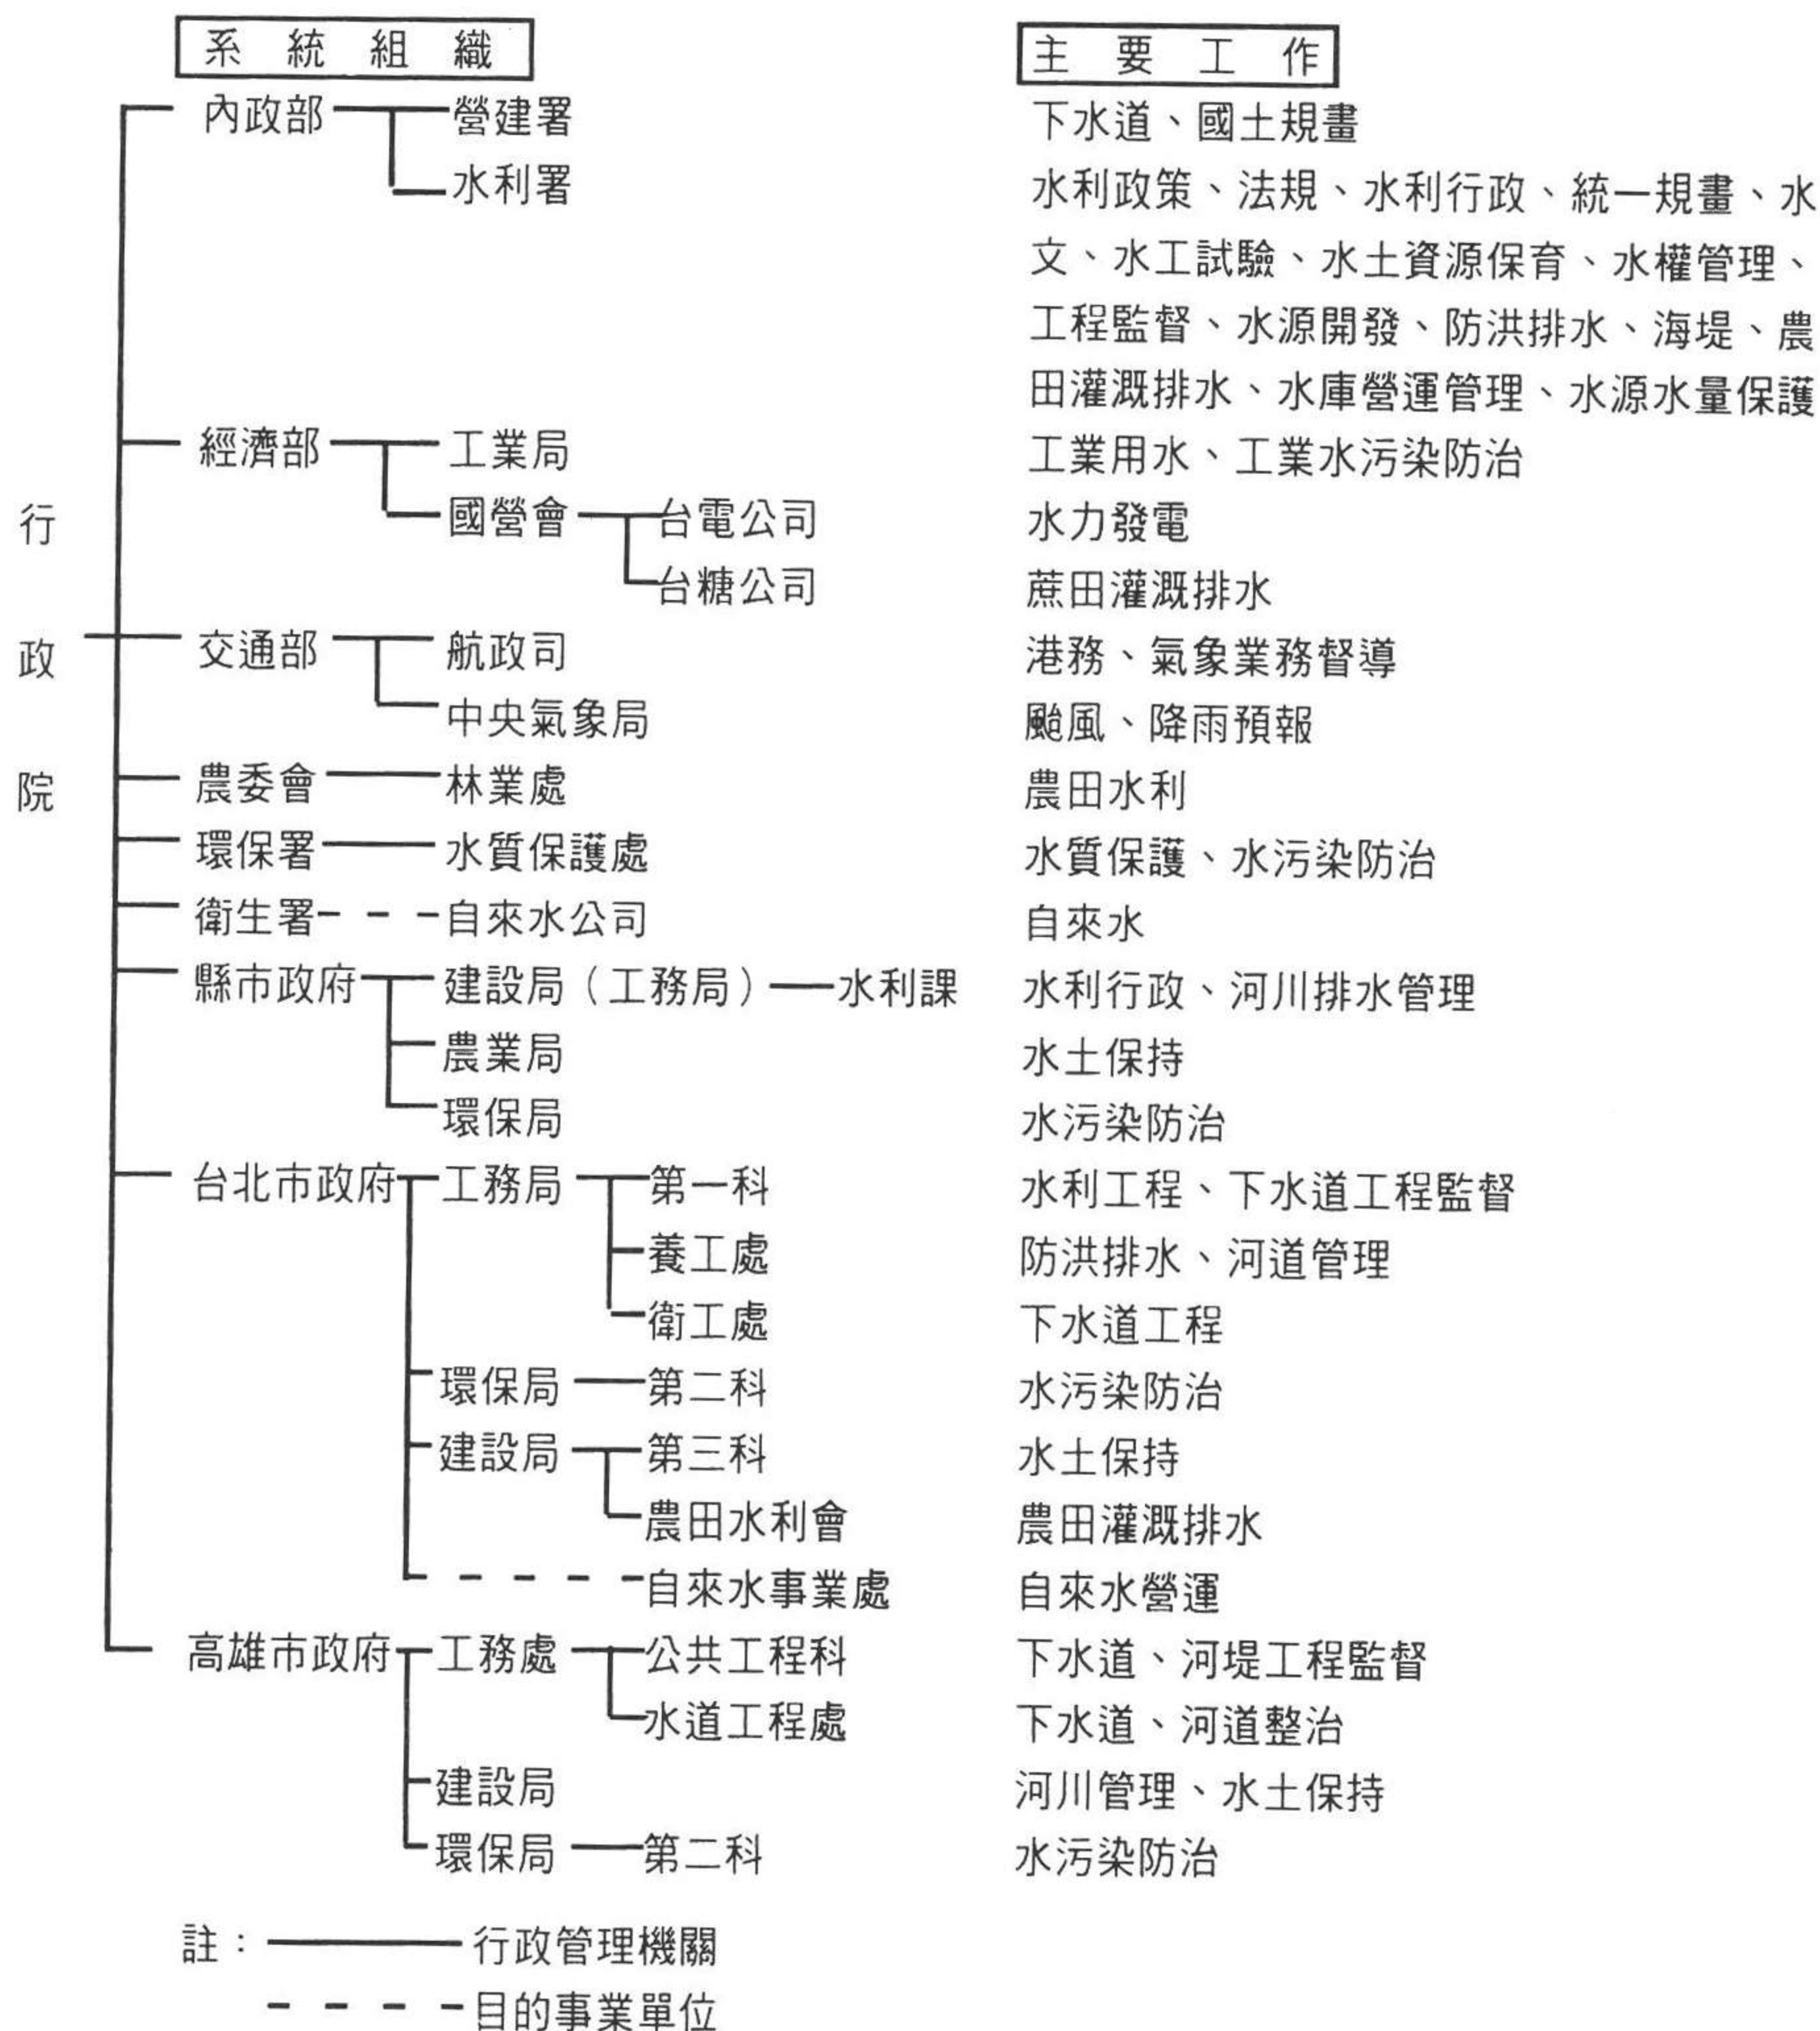 系統組織 主要工作
內政部 營建署 下水道、國土規畫
水利署 水利政策、法規、水利行政、統一規畫、水
文、水工試驗、水土資源保育、水權管理、
工程監督、水源開發、防洪排水、海堤、農
田灌溉排水、水庫營運管理、水源水量保護
經濟部 工業局 工業用水、工業水污染防治
國營會 台電公司 水力發電
台糖公司 蔗田灌溉排水
行政院
交通部 航政司 港務、氣象業務督導
中央氣象局 颱風、降雨預報
農委會 林業處 農田水利
環保署 水質保護處 水質保護、水污染防治
衛生署 自來水公司 自來水
縣市政府 建設局（工務局） 水利課 水利行政、河川排水管理
農業局 水土保持
環保局 水污染防治
台北市政府 工務局 第一科 水利工程、下水道工程監督
養工處 防洪排水、河道管理
衛工處 下水道工程
環保局 第二科 水污染防治
建設局 第三科 水土保持
農田水利會 農田灌溉排水
自來水事業處 自來水營運
高雄市政府 工務處 公共工程科 下水道、河堤工程監督
水道工程處 下水道、河道整治
建設局 河川管理、水土保持
環保局 第二科 水污染防治
註： 行政管理機關
目的事業單位